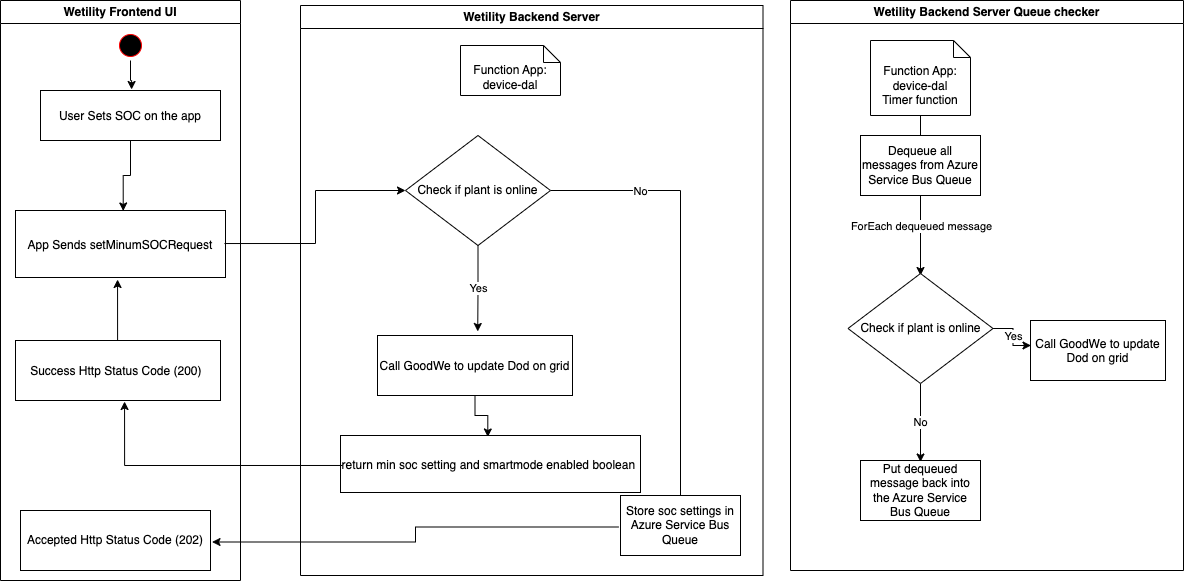 Wetility Frontend UI
User Sets SOC on the app
App Sends setMinumSOCRequest
Success Http Status Code (200)
Accepted Http Status Code (202)
Wetility Backend Server
Function App:
device-dal
Check if plant is online
No
Yes
Call GoodWe to update Dod on grid
return min soc setting and smartmode enabled boolean
Store soc settings in
Azure Service Bus
Queue
Wetility Backend Server Queue checker
Function App:
device-dal
Timer function
Dequeue all
messages from Azure
Service Bus Queue
ForEach dequeued message
Check if plant is online
Yes
Call GoodWe to update
Dod on grid
No
Put dequeued
message back into
the Azure Service
Bus Queue